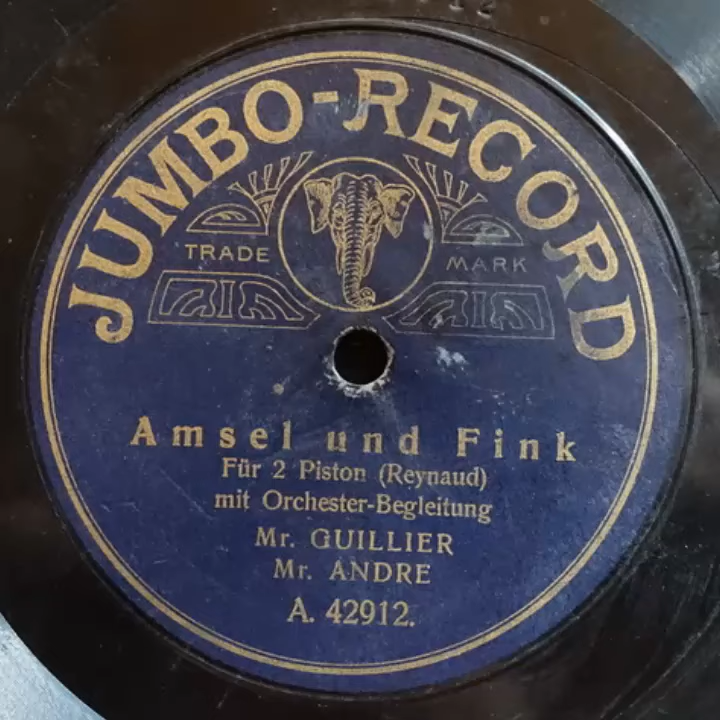 JUMBO-RECORD
TRADE MARK
Amsel und Fink
Für 2 Piston (Reynaud)
mit Orchester-Begleitung
Mr. GUILLIER
Mr. ANDRE
A. 42912.